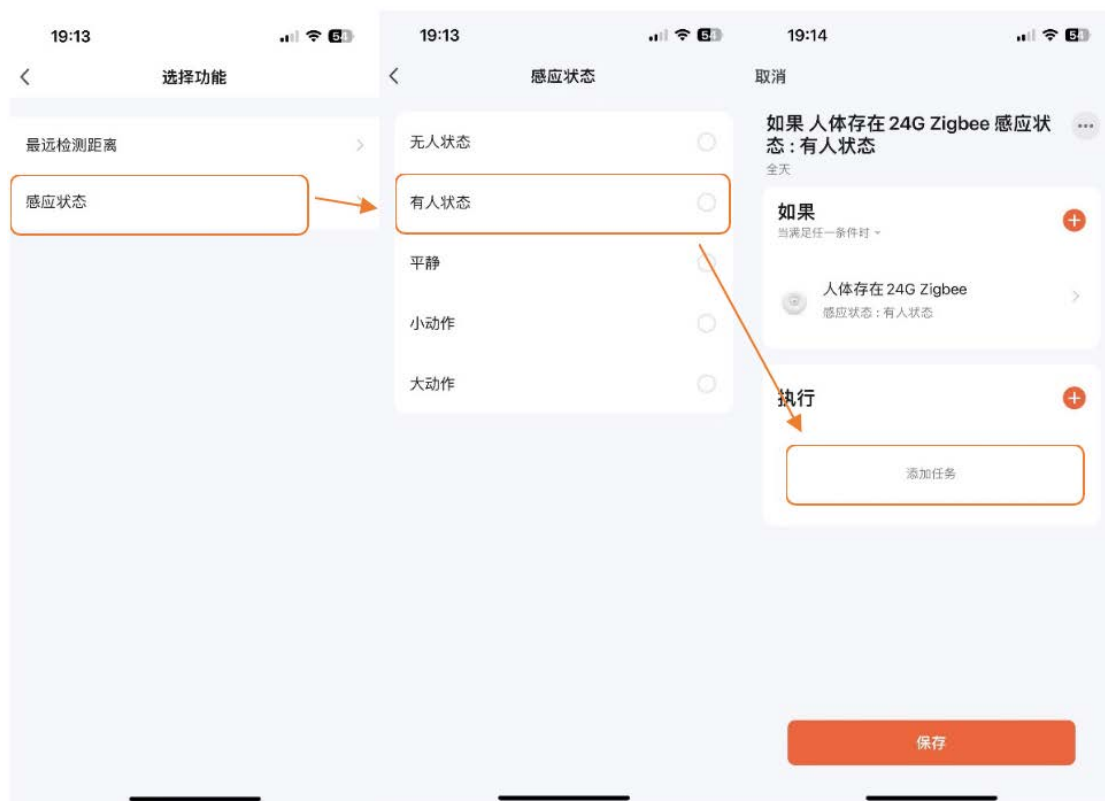 19:13
选择功能
最远检测距离
感应状态
19:13
感应状态
无人状态
有人状态
平静
小动作
大动作
19:14
取消
如果 人体存在 24G Zigbee 感应状
态 : 有人状态
全天
如果
当满足任一条件时
人体存在 24G Zigbee
感应状态 : 有人状态
执行
添加任务
保存